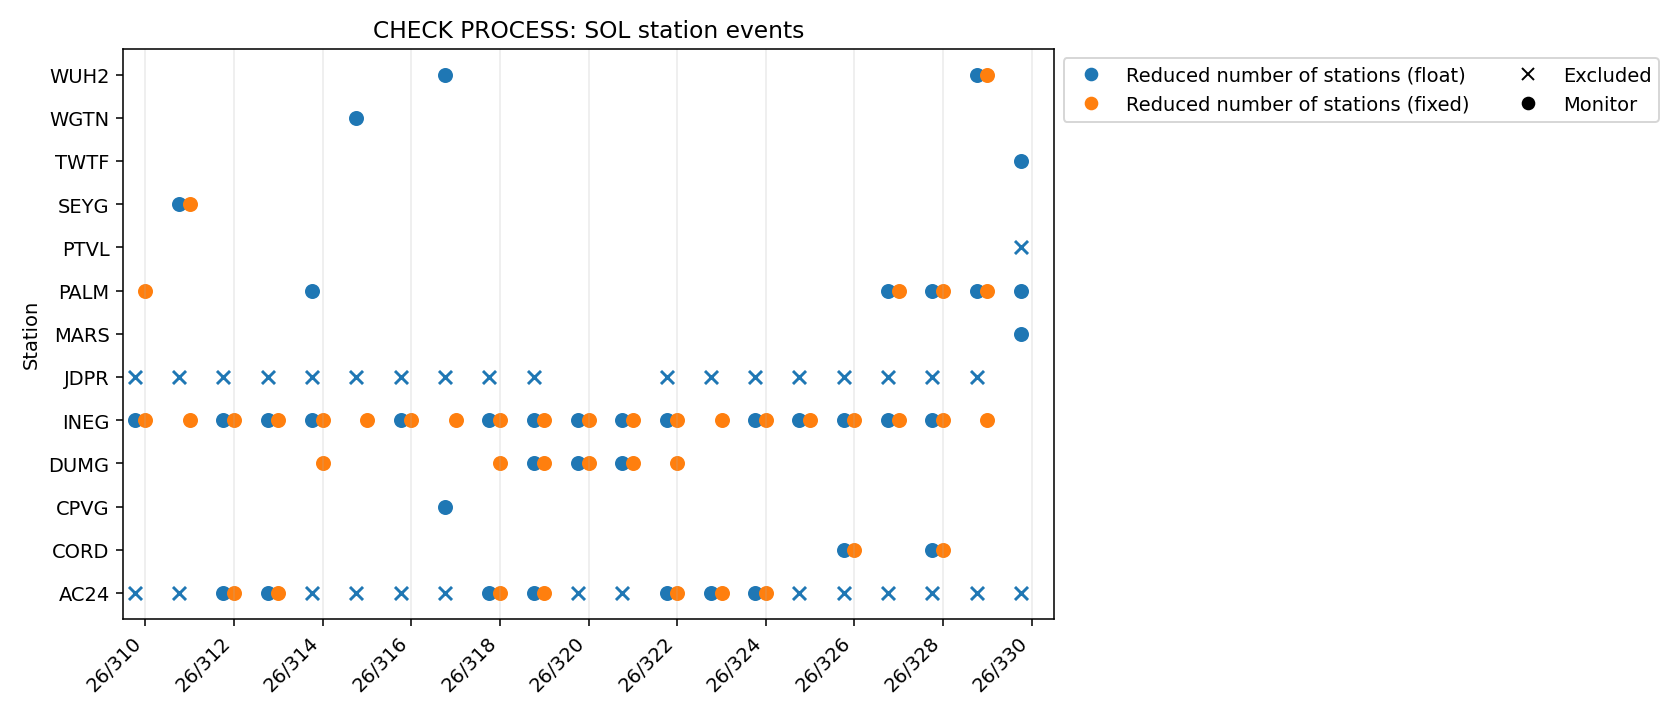 CHECK PROCESS: SOL station events
Reduced number of stations (float)
Reduced number of stations (fixed)
Excluded
Monitor
Station
WUH2
WGTN
TWTF
SEYG
PTVL
PALM
MARS
JDPR
INEG
DUMG
CPVG
CORD
AC24
26/310
26/312
26/314
26/316
26/318
26/320
26/322
26/324
26/326
26/328
26/330